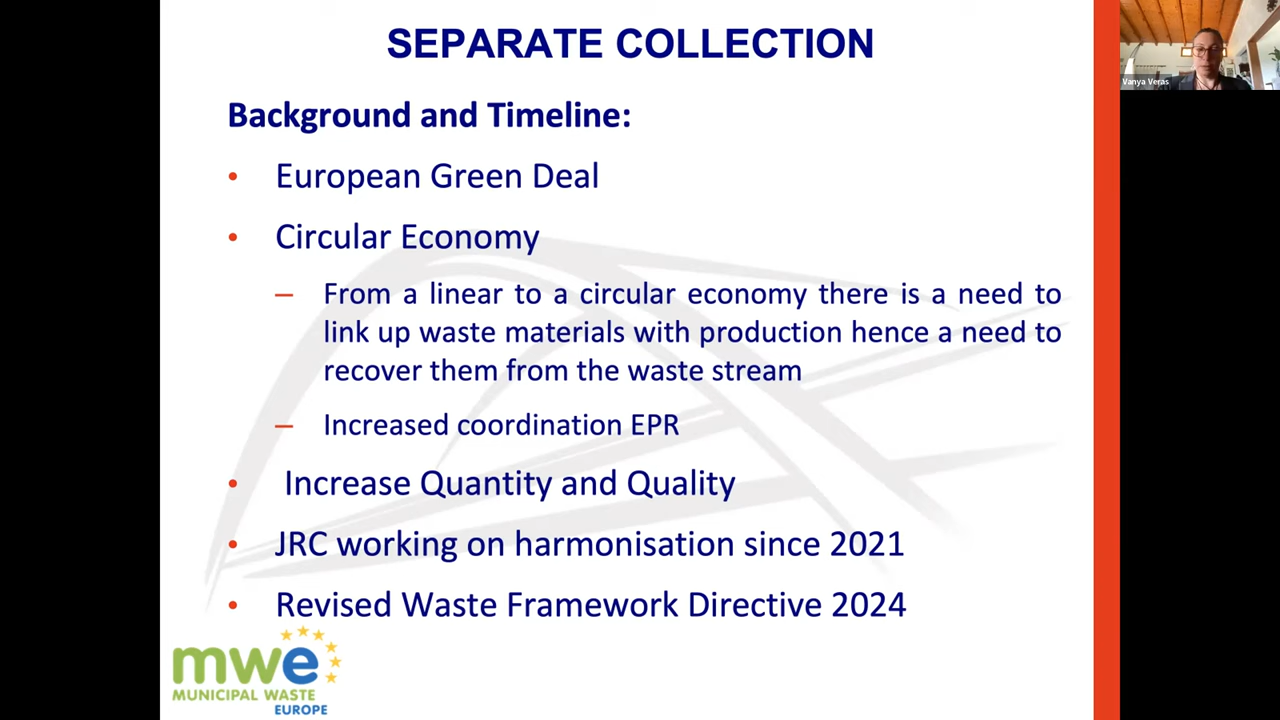 SEPARATE COLLECTION
Vanya Veras
Background and Timeline:
• European Green Deal
• Circular Economy
– From a linear to a circular economy there is a need to
link up waste materials with production hence a need to
recover them from the waste stream
– Increased coordination EPR
• Increase Quantity and Quality
• JRC working on harmonisation since 2021
• Revised Waste Framework Directive 2024
mwe
MUNICIPAL WASTE
EUROPE